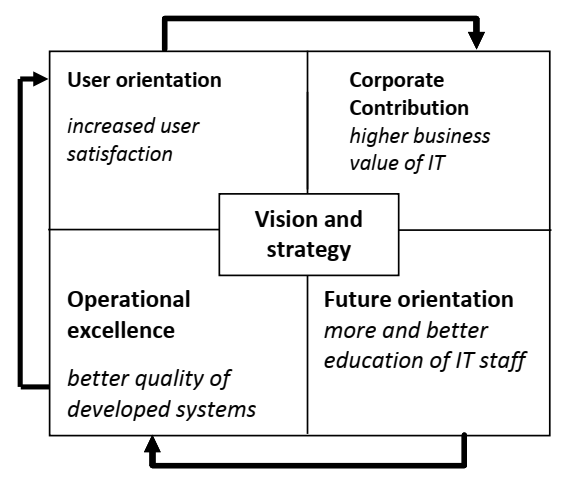 User orientation
increased user
satisfaction
Corporate
Contribution
higher business
value of IT
Vision and
strategy
Operational
excellence
better quality of
developed systems
Future orientation
more and better
education of IT staff